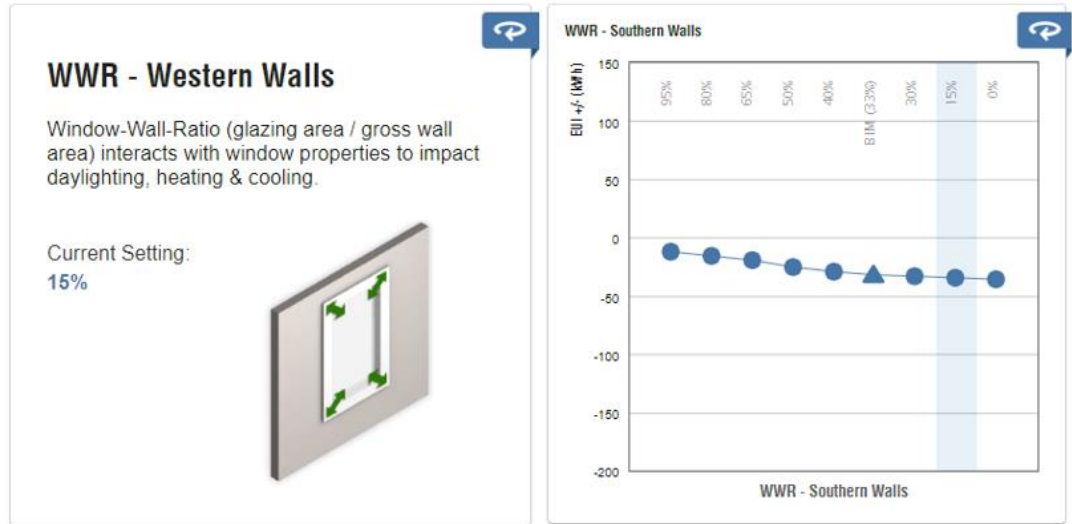 WWR - Western Walls
Window-Wall-Ratio (glazing area / gross wall
area) interacts with window properties to impact
daylighting, heating & cooling.
Current Setting:
15%
WWR - Southern Walls
EUI +/- (kWh)
150
100
50
0
-50
-100
-150
-200
95%
80%
65%
50%
40%
BIM (33%)
30%
15%
0%
WWR - Southern Walls